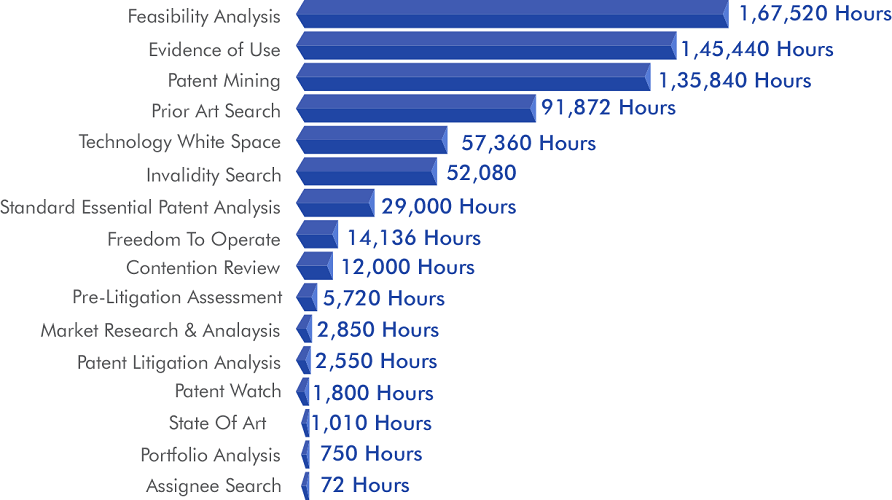 Feasibility Analysis 1,67,520 Hours
Evidence of Use 1,45,440 Hours
Patent Mining 1,35,840 Hours
Prior Art Search 91,872 Hours
Technology White Space 57,360 Hours
Invalidity Search 52,080
Standard Essential Patent Analysis 29,000 Hours
Freedom To Operate 14,136 Hours
Contention Review 12,000 Hours
Pre-Litigation Assessment 5,720 Hours
Market Research & Analaysis 2,850 Hours
Patent Litigation Analysis 2,550 Hours
Patent Watch 1,800 Hours
State Of Art 1,010 Hours
Portfolio Analysis 750 Hours
Assignee Search 72 Hours